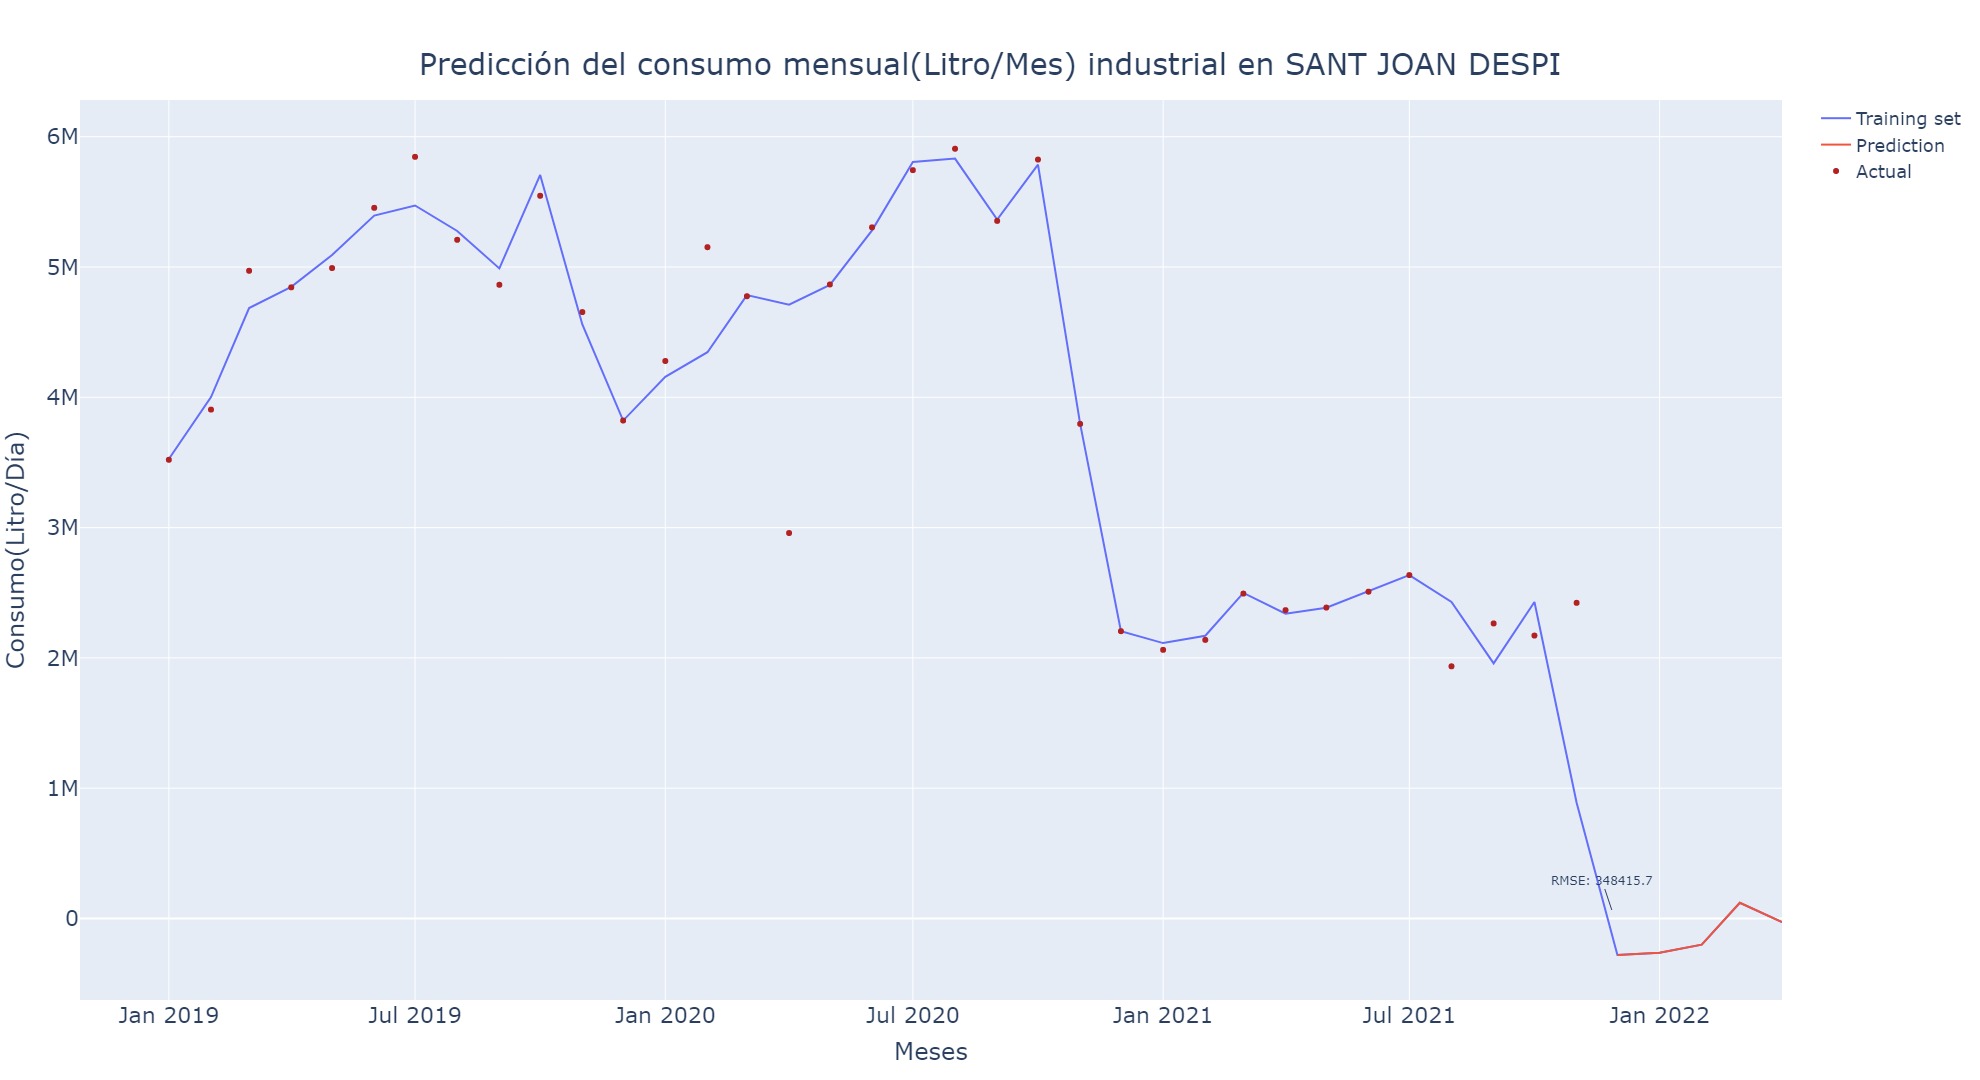 Predicción del consumo mensual(Litro/Mes) industrial en SANT JOAN DESPI
Training set
Prediction
Actual
6M
5M
4M
3M
2M
1M
0
Consumo(Litro/Día)
RMSE: 348415.7
Jan 2019
Jul 2019
Jan 2020
Jul 2020
Jan 2021
Jul 2021
Jan 2022
Meses